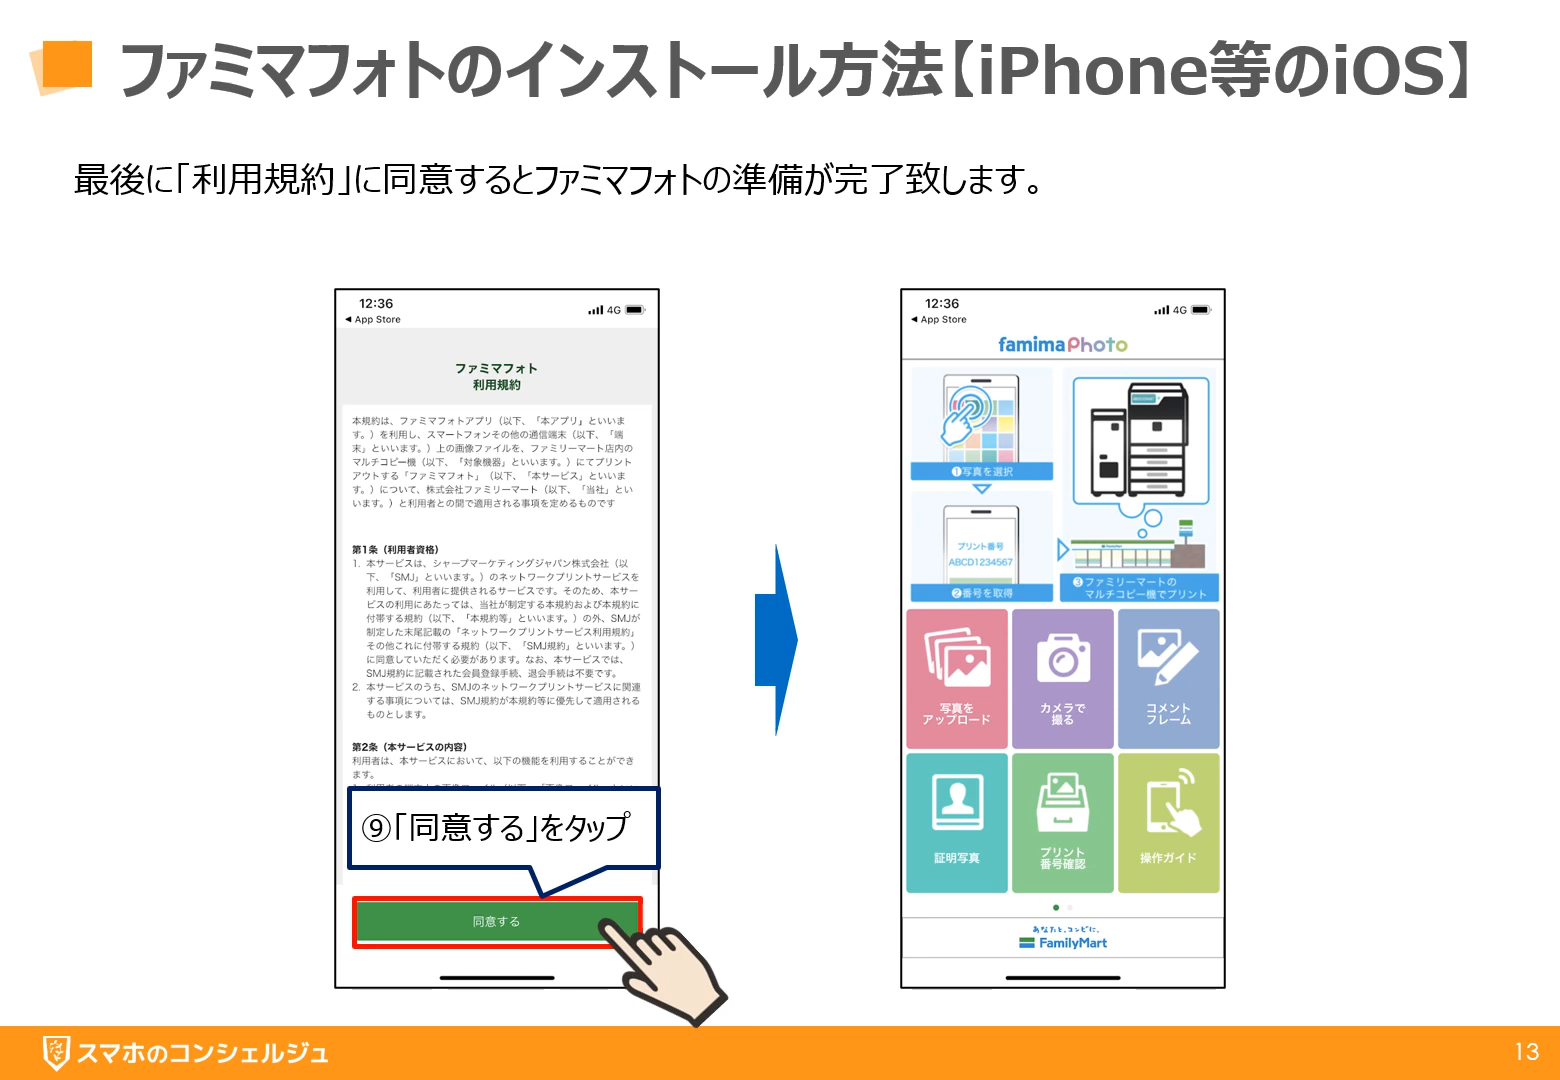 ファミマフォトのインストール方法【iPhone等のiOS】
最後に「利用規約」に同意するとファミマフォトの準備が完了致します。
12:36
4G
◀ App Store
ファミマフォト
利用規約
本規約は、ファミマフォトアプリ（以下、「本アプリ」といいま
す。）を利用し、スマートフォンその他の通信端末（以下、「端
末」といいます。）上の画像ファイルを、ファミリーマート店内の
マルチコピー機（以下、「対象機器」といいます。）にてプリント
アウトする「ファミマフォト」（以下、「本サービス」といいま
す。）について、株式会社ファミリーマート（以下、「当社」とい
います。）と利用者との間で適用される事項を定めるものです
第1条（利用者資格）
1. 本サービスは、シャープマーケティングジャパン株式会社（以
下、「SMJ」といいます。）のネットワークプリントサービスを
利用して、利用者に提供されるサービスです。そのため、本サー
ビスの利用にあたっては、当社が制定する本規約および本規約に
付帯する規約（以下、「本規約等」といいます。）の外、SMJが
制定した末尾記載の「ネットワークプリントサービス利用規約」
その他これに付帯する規約（以下、「SMJ規約」といいます。）
に同意していただく必要があります。なお、本サービスでは、
SMJ規約に記載された会員登録手続、退会手続は不要です。
2. 本サービスのうち、SMJのネットワークプリントサービスに関連
する事項については、SMJ規約が本規約等に優先して適用される
ものとします。
第2条（本サービスの内容）
利用者は、本サービスにおいて、以下の機能を利用することができ
ます。
⑨「同意する」をタップ
同意する
12:36
4G
◀ App Store
famima Photo
❶写真を選択
プリント番号
ABCD1234567
❷番号を取得
FamilyMart
❸ファミリーマートの
マルチコピー機でプリント
写真を
アップロード
カメラで
撮る
コメント
フレーム
証明写真
プリント
番号確認
操作ガイド
あなたと、コンビに、
FamilyMart
スマホのコンシェルジュ
13